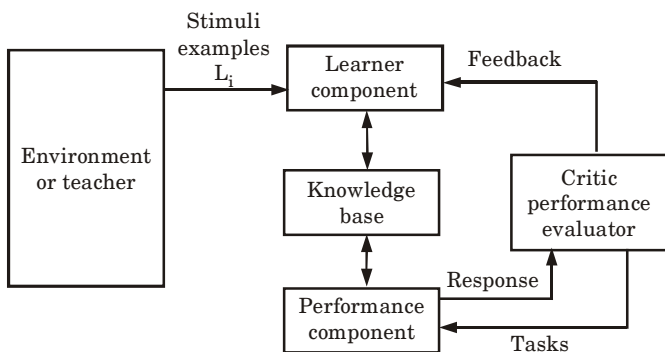 Stimuli
examples
L_i
Environment
or teacher
Learner
component
Feedback
Knowledge
base
Critic
performance
evaluator
Performance
component
Response
Tasks